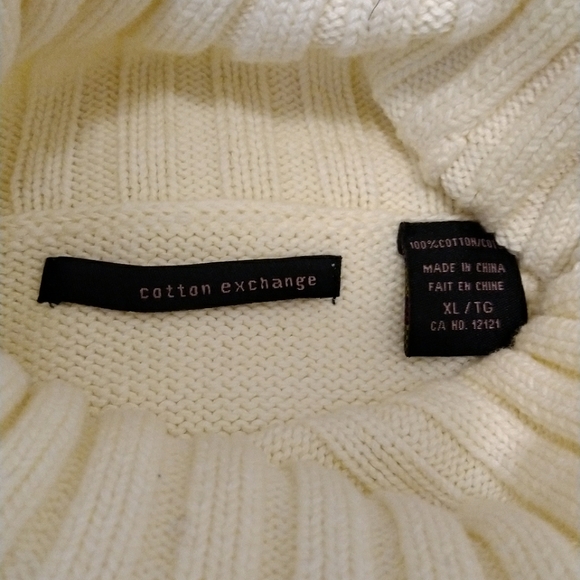 cotton exchange
100%COTTON/CO
MADE IN CHINA
FAIT EN CHINE
XL / TG
CA NO. 12121